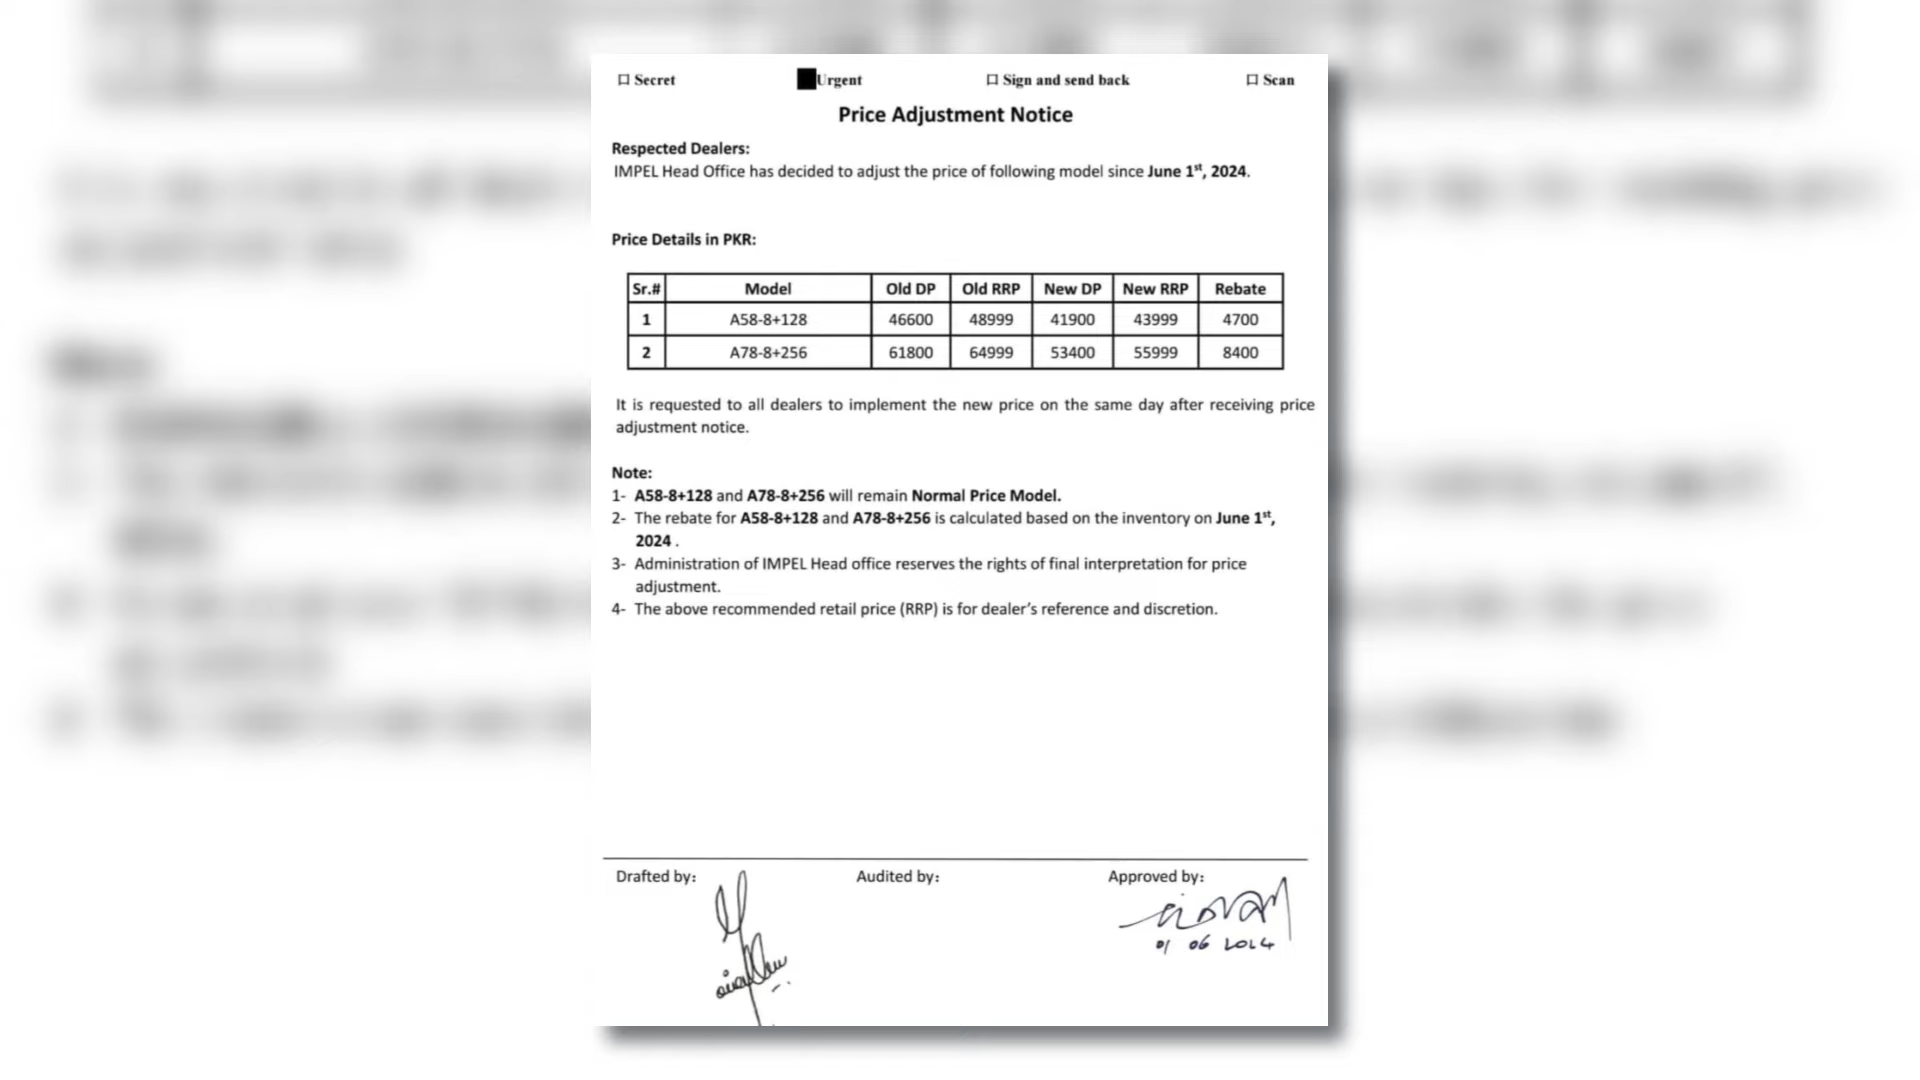 Secret Urgent Sign and send back Scan
Price Adjustment Notice
Respected Dealers:
IMPEL Head Office has decided to adjust the price of following model since June 1st, 2024.
Price Details in PKR:
Sr.# Model Old DP Old RRP New DP New RRP Rebate
1 A58-8+128 46600 48999 41900 43999 4700
2 A78-8+256 61800 64999 53400 55999 8400
It is requested to all dealers to implement the new price on the same day after receiving price
adjustment notice.
Note:
1- A58-8+128 and A78-8+256 will remain Normal Price Model.
2- The rebate for A58-8+128 and A78-8+256 is calculated based on the inventory on June 1st,
2024 .
3- Administration of IMPEL Head office reserves the rights of final interpretation for price
adjustment.
4- The above recommended retail price (RRP) is for dealer's reference and discretion.
Drafted by: Audited by: Approved by:
01 06 2024